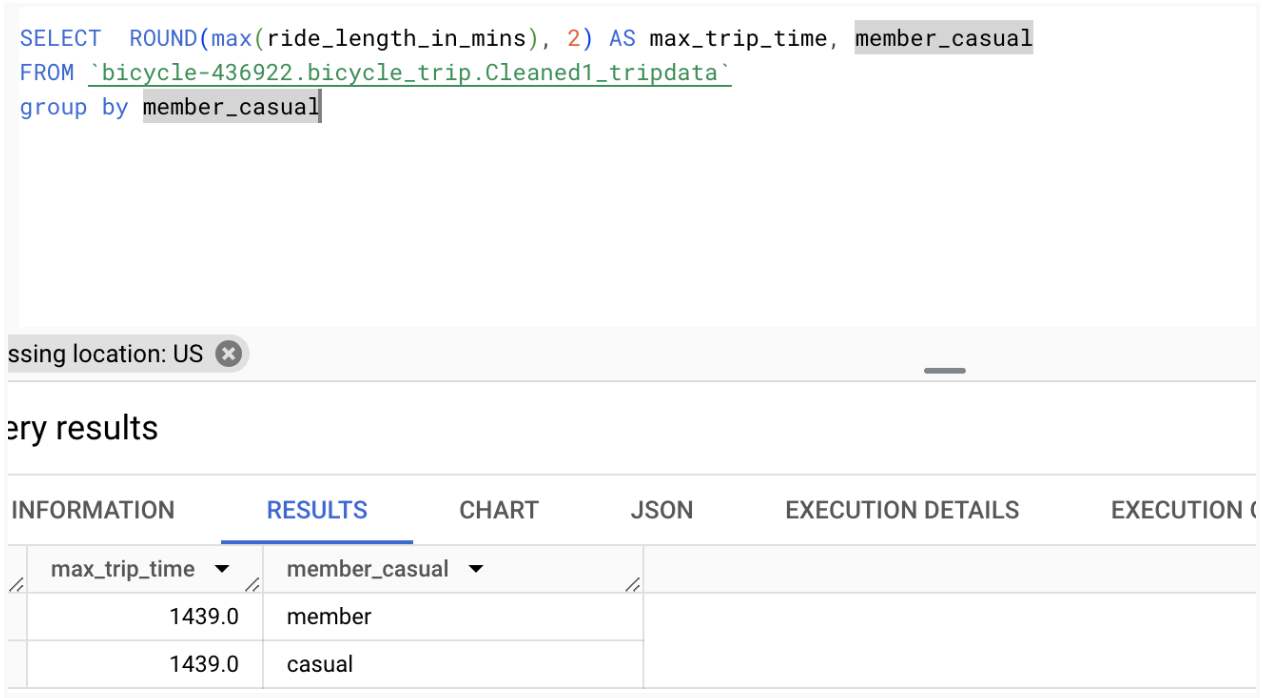 SELECT  ROUND(max(ride_length_in_mins), 2) AS max_trip_time, member_casual
FROM `bicycle-436922.bicycle_trip.Cleaned1_tripdata`
group by member_casual
ssing location: US
ery results
INFORMATION RESULTS CHART JSON EXECUTION DETAILS EXECUTION
max_trip_time member_casual
1439.0 member
1439.0 casual